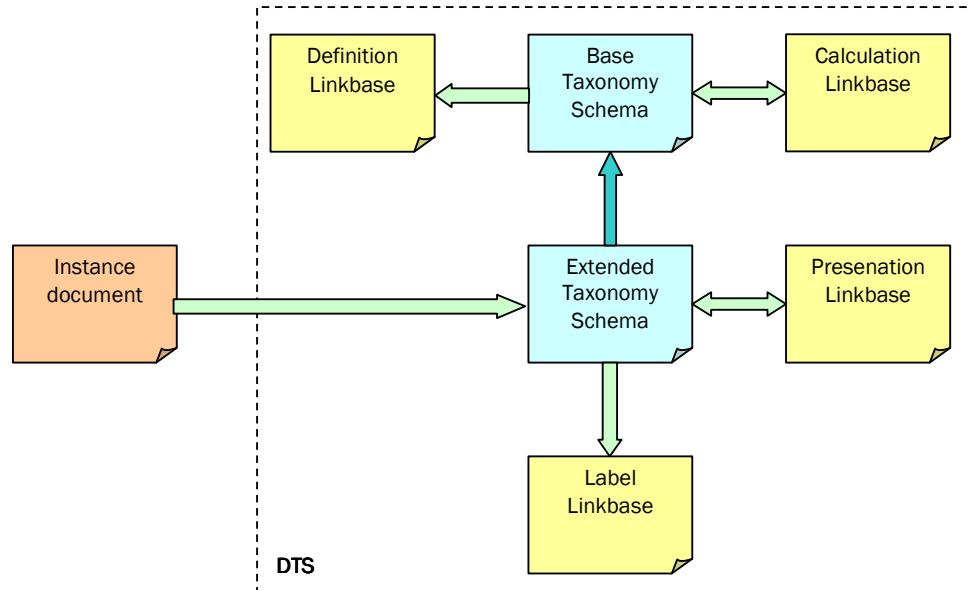 Definition
Linkbase
Base
Taxonomy
Schema
Calculation
Linkbase
Instance
document
Extended
Taxonomy
Schema
Presenation
Linkbase
Label
Linkbase
DTS